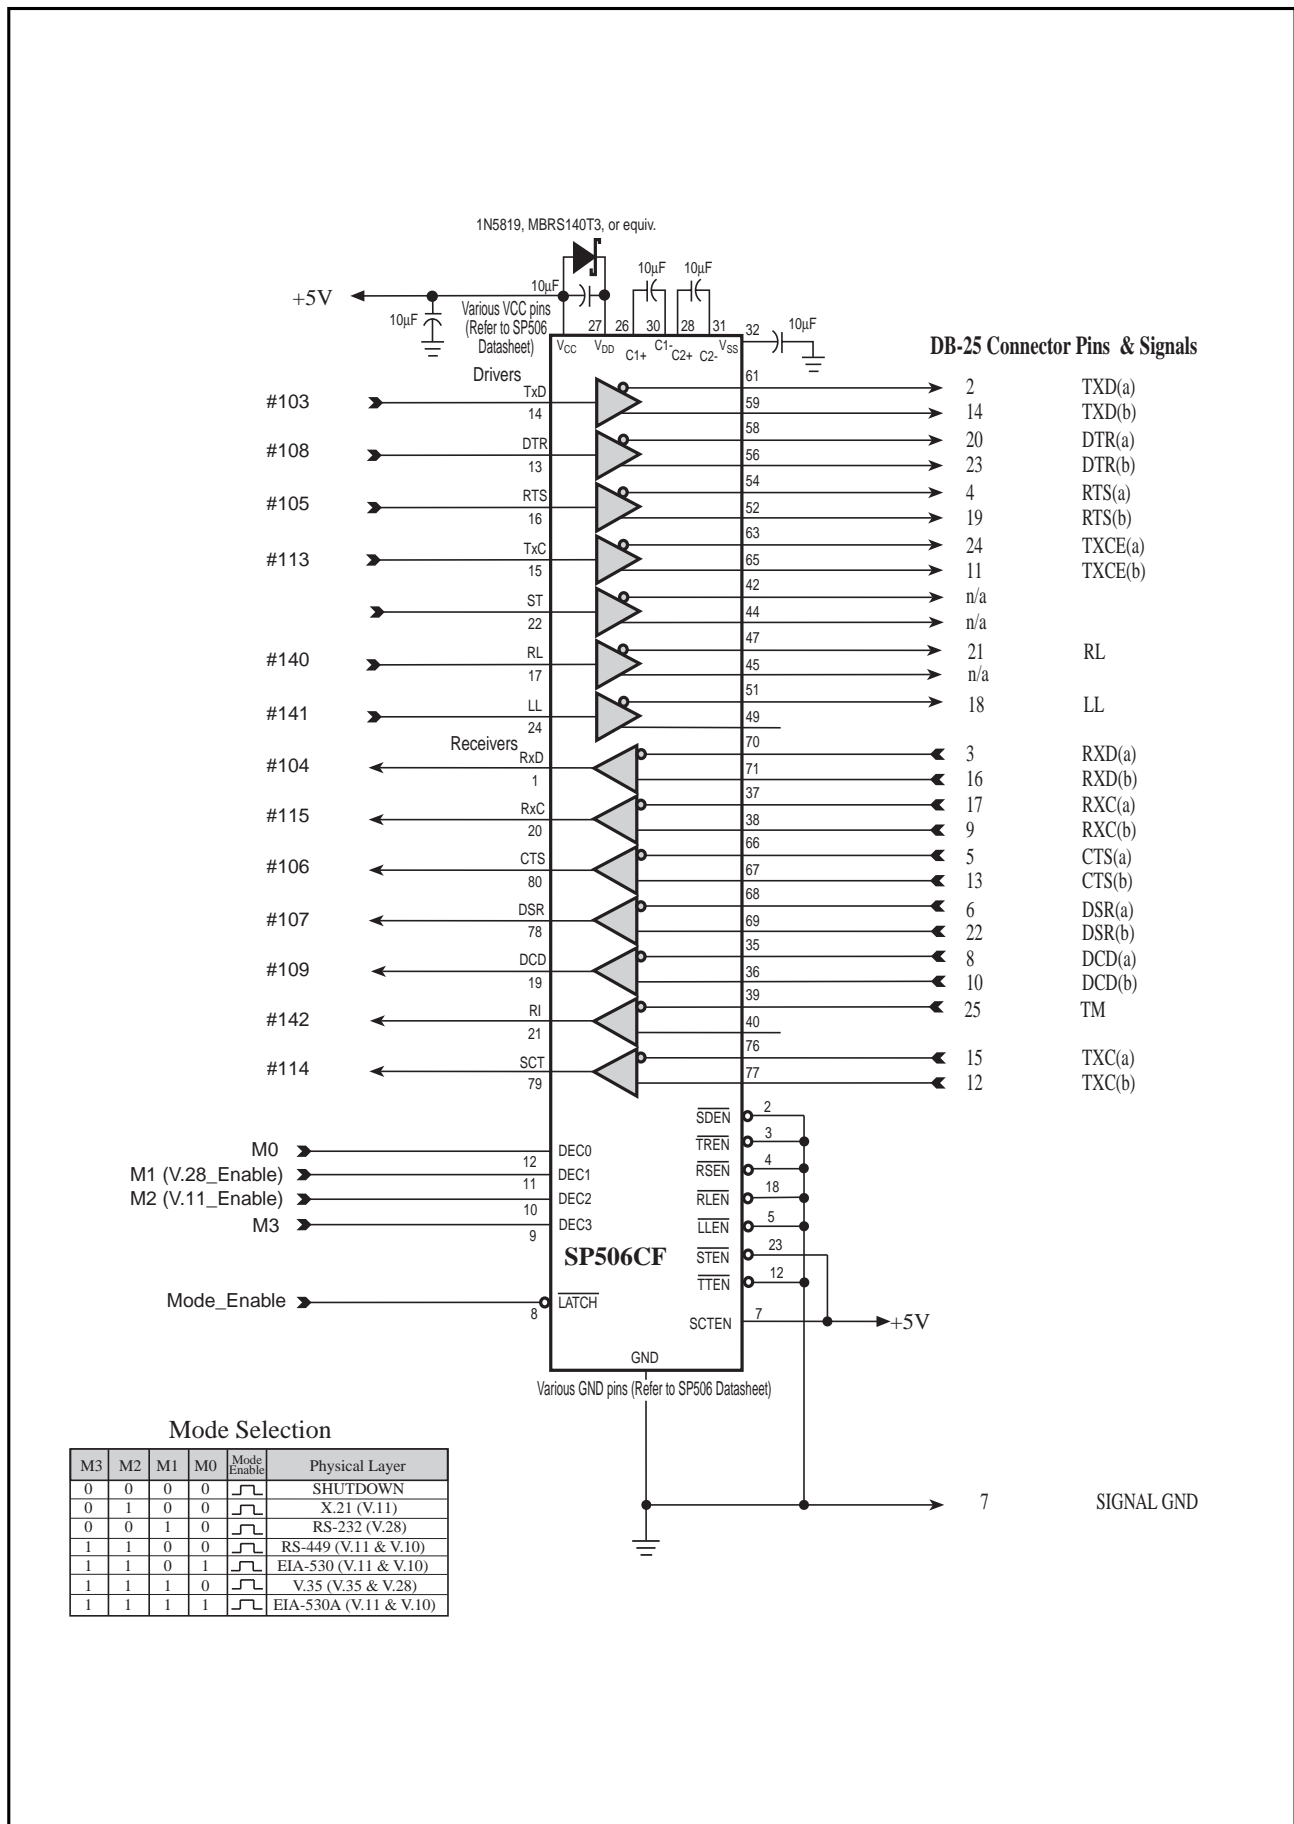 1N5819, MBRS140T3, or equiv.
10µF 10µF
10µF
+5V
Various VCC pins
(Refer to SP506
Datasheet)
10µF
27 26 30 28 31 32 10µF
VCC VDD C1+ C1- C2+ C2- VSS
DB-25 Connector Pins & Signals
Drivers
#103 TxD 14 61 2 TXD(a)
59 14 TXD(b)
#108 DTR 13 58 20 DTR(a)
56 23 DTR(b)
#105 RTS 16 54 4 RTS(a)
52 19 RTS(b)
#113 TxC 15 63 24 TXCE(a)
65 11 TXCE(b)
ST 22 42 n/a
44 n/a
#140 RL 17 47 21 RL
45 n/a
#141 LL 24 51 18 LL
49
Receivers
#104 RxD 1 70 3 RXD(a)
71 16 RXD(b)
#115 RxC 20 37 17 RXC(a)
38 9 RXC(b)
#106 CTS 80 66 5 CTS(a)
67 13 CTS(b)
#107 DSR 78 68 6 DSR(a)
69 22 DSR(b)
#109 DCD 19 35 8 DCD(a)
36 10 DCD(b)
#142 RI 21 39 25 TM
40
#114 SCT 79 76 15 TXC(a)
77 12 TXC(b)
SDEN 2
TREN 3
M0 12 DEC0
RSEN 4
M1 (V.28_Enable) 11 DEC1
RLEN 18
M2 (V.11_Enable) 10 DEC2
LLEN 5
M3 9 DEC3
SP506CF
STEN 23
TTEN 12
Mode_Enable 8 LATCH
SCTEN 7 +5V
GND
Various GND pins (Refer to SP506 Datasheet)
Mode Selection
M3 M2 M1 M0 Mode Enable Physical Layer
0 0 0 0 SHUTDOWN
0 1 0 0 X.21 (V.11)
0 0 1 0 RS-232 (V.28)
1 1 0 0 RS-449 (V.11 & V.10)
1 1 0 1 EIA-530 (V.11 & V.10)
1 1 1 0 V.35 (V.35 & V.28)
1 1 1 1 EIA-530A (V.11 & V.10)
7 SIGNAL GND